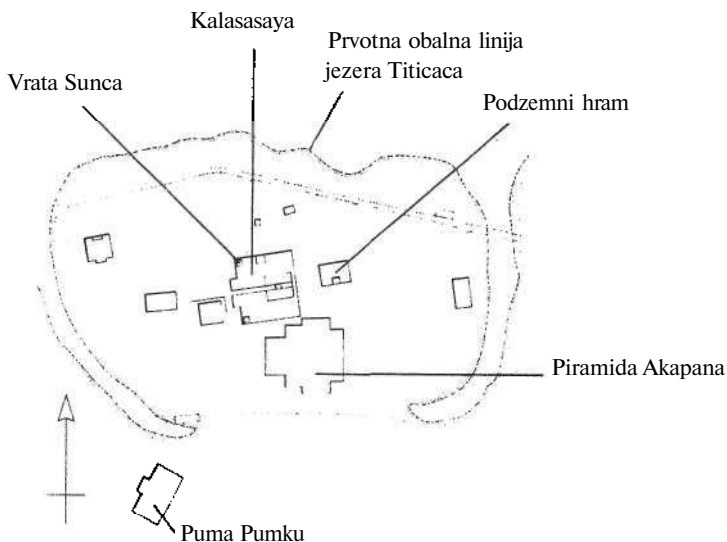 Kalasasaya
Prvotna obalna linija
jezera Titicaca
Vrata Sunca
Podzemni hram
Piramida Akapana
Puma Pumku